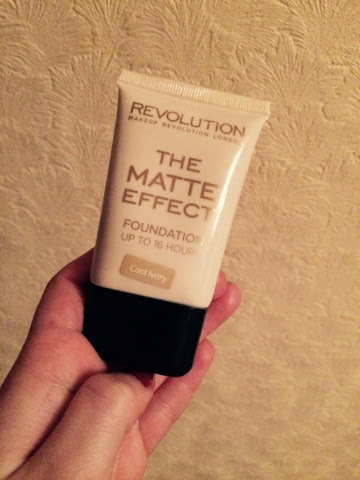 REVOLUTION
MAKEUP REVOLUTION LONDON
THE
MATTE
EFFECT
FOUNDATION
UP TO 16 HOURS
Cool Ivory